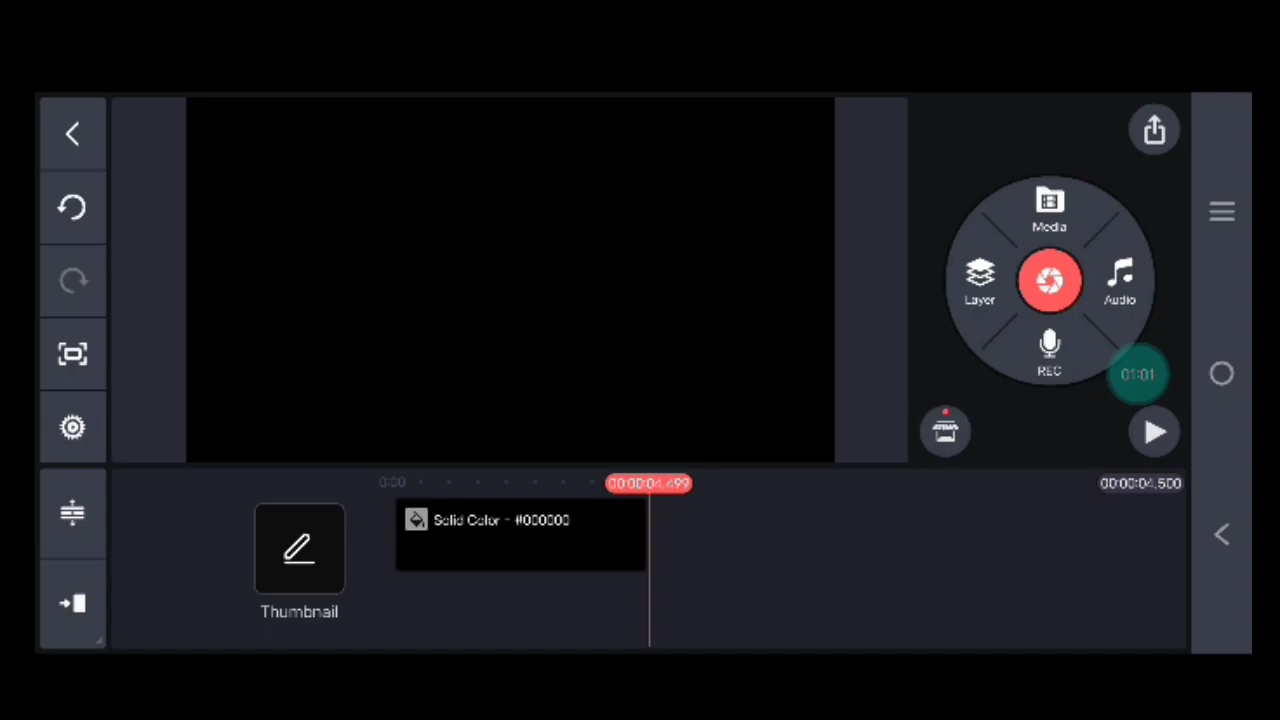 Media
Layer
Audio
REC
01:01
0:00
00:00:04.499
00:00:04.500
Solid Color - #000000
Thumbnail